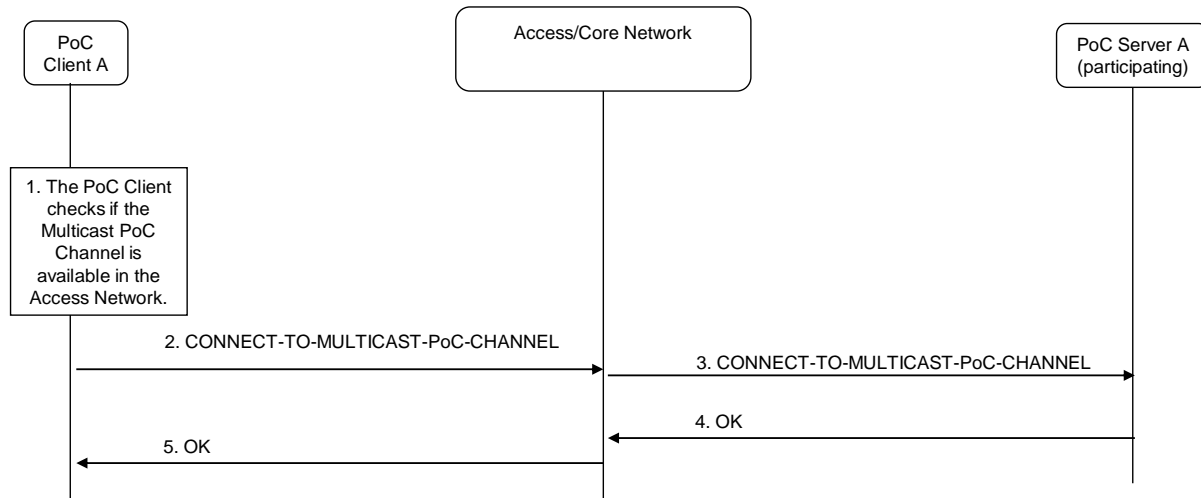 PoC
Client A
Access/Core Network
PoC Server A
(participating)
1. The PoC Client
checks if the
Multicast PoC
Channel is
available in the
Access Network.
2. CONNECT-TO-MULTICAST-PoC-CHANNEL
3. CONNECT-TO-MULTICAST-PoC-CHANNEL
4. OK
5. OK